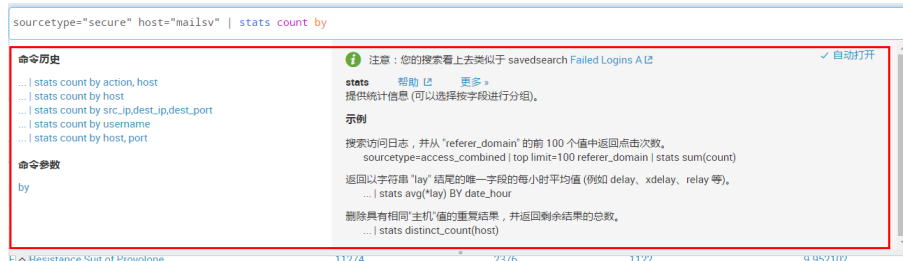 sourcetype="secure" host="mailsv" | stats count by
命令历史
... | stats count by action, host
... | stats count by host
... | stats count by src_ip,dest_ip,dest_port
... | stats count by username
... | stats count by host, port
命令参数
by
注意：您的搜索看上去类似于 savedsearch Failed Logins A
自动打开
stats 帮助 更多 »
提供统计信息 (可以选择按字段进行分组)。
示例
搜索访问日志，并从 "referer_domain" 的前 100 个值中返回点击次数。
sourcetype=access_combined | top limit=100 referer_domain | stats sum(count)
返回以字符串 "lay" 结尾的唯一字段的每小时平均值 (例如 delay、xdelay、relay 等)。
... | stats avg(*lay) BY date_hour
删除具有相同"主机"值的重复结果，并返回剩余结果的总数。
... | stats distinct_count(host)
Resistance Suit of Provolone 11274 2376 1122 9.952102